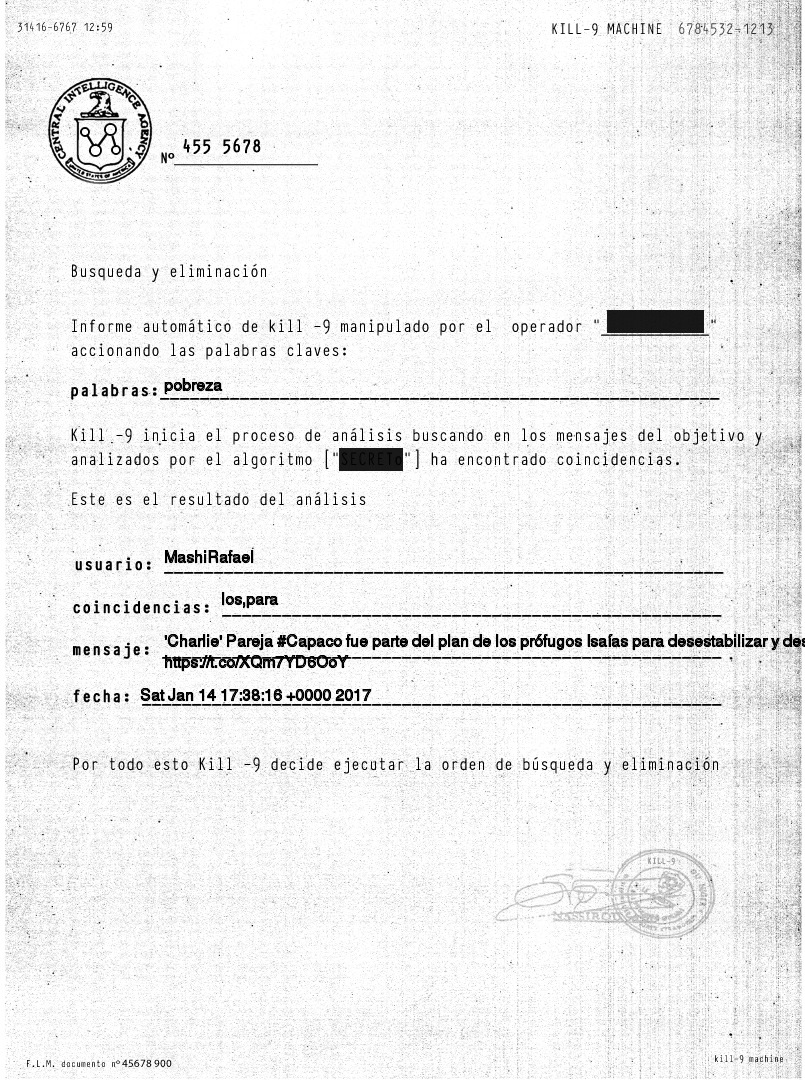 31416-6767 12:59
KILL-9 MACHINE 6784532-1213
CENTRAL INTELLIGENCE AGENCY
UNITED STATES OF AMERICA
Nº 455 5678
Busqueda y eliminación
Informe automático de kill -9 manipulado por el operador " "
accionando las palabras claves:
palabras: pobreza
Kill -9 inicia el proceso de análisis buscando en los mensajes del objetivo y
analizados por el algoritmo ["SECRETO"] ha encontrado coincidencias.
Este es el resultado del análisis
usuario: MashiRafael
coincidencias: los,para
mensaje: 'Charlie' Pareja #Capaco fue parte del plan de los prófugos Isaías para desestabilizar y des
https://t.co/XQm7YD6OoY
fecha: Sat Jan 14 17:38:16 +0000 2017
Por todo esto Kill -9 decide ejecutar la orden de búsqueda y eliminación
KILL-9
F.L.M. documento nº 45678 900
kill-9 machine